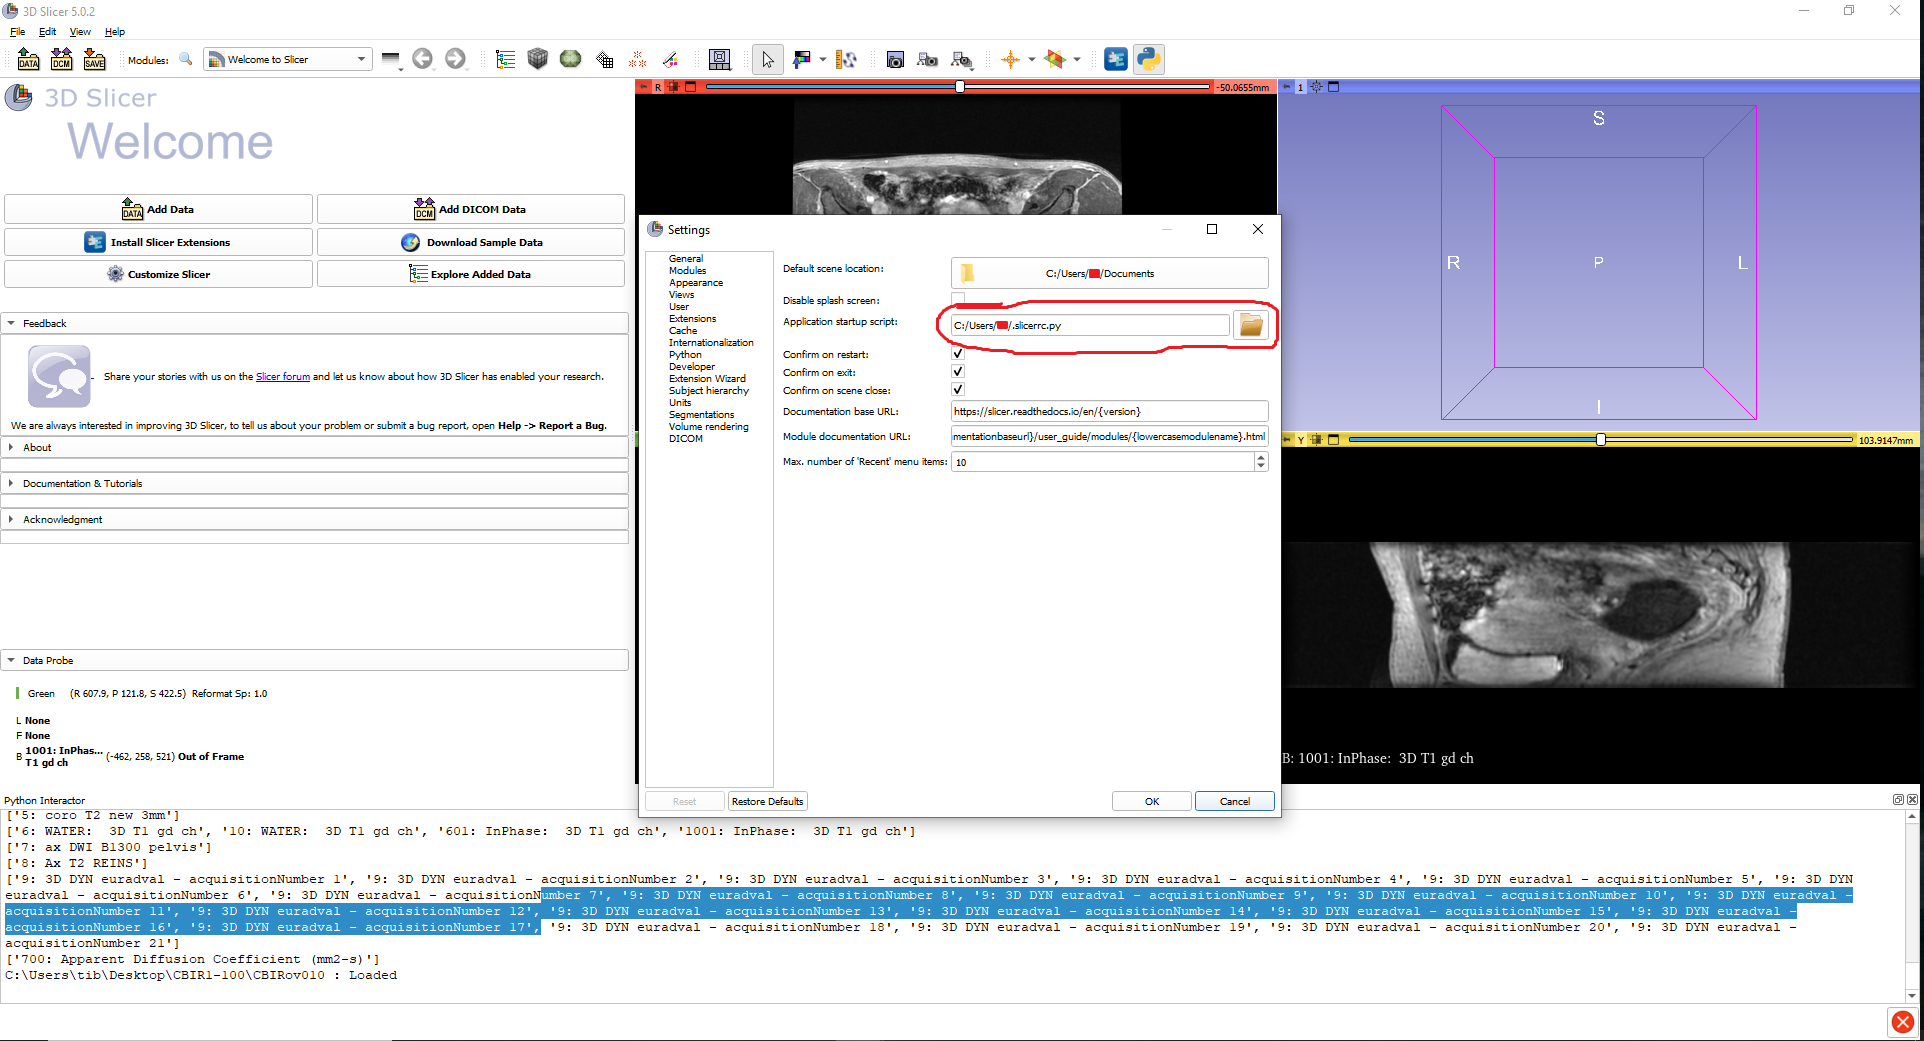 3D Slicer 5.0.2
File Edit View Help
DATA DCM SAVE Modules: Welcome to Slicer
3D Slicer
Welcome
Add Data
Add DICOM Data
Install Slicer Extensions
Download Sample Data
Customize Slicer
Explore Added Data
Feedback
Share your stories with us on the Slicer forum and let us know about how 3D Slicer has enabled your research.
We are always interested in improving 3D Slicer, to tell us about your problem or submit a bug report, open Help -> Report a Bug.
About
Documentation & Tutorials
Acknowledgment
Data Probe
Green (R 607.9, P 121.8, S 422.5) Reformat Sp: 1.0
L None
F None
B 1001: InPhas... T1 gd ch (-462, 258, 521) Out of Frame
R -50.0655mm
1
S
R P L
I
Y 103.9147mm
B: 1001: InPhase: 3D T1 gd ch
Settings
General
Modules
Appearance
Views
User
Extensions
Cache
Internationalization
Python
Developer
Extension Wizard
Subject hierarchy
Units
Segmentations
Volume rendering
DICOM
Default scene location: C:/Users/ /Documents
Disable splash screen:
Application startup script: C:/Users/ /.slicerrc.py
Confirm on restart:
Confirm on exit:
Confirm on scene close:
Documentation base URL: https://slicer.readthedocs.io/en/{version}
Module documentation URL: mentationbaseurl}/user_guide/modules/{lowercasemodulename}.html
Max. number of 'Recent' menu items: 10
Reset Restore Defaults OK Cancel
Python Interactor
['5: coro T2 new 3mm']
['6: WATER:  3D T1 gd ch', '10: WATER:  3D T1 gd ch', '601: InPhase:  3D T1 gd ch', '1001: InPhase:  3D T1 gd ch']
['7: ax DWI B1300 pelvis']
['8: Ax T2 REINS']
['9: 3D DYN euradval - acquisitionNumber 1', '9: 3D DYN euradval - acquisitionNumber 2', '9: 3D DYN euradval - acquisitionNumber 3', '9: 3D DYN euradval - acquisitionNumber 4', '9: 3D DYN euradval - acquisitionNumber 5', '9: 3D DYN
euradval - acquisitionNumber 6', '9: 3D DYN euradval - acquisitionNumber 7', '9: 3D DYN euradval - acquisitionNumber 8', '9: 3D DYN euradval - acquisitionNumber 9', '9: 3D DYN euradval - acquisitionNumber 10', '9: 3D DYN euradval -
acquisitionNumber 11', '9: 3D DYN euradval - acquisitionNumber 12', '9: 3D DYN euradval - acquisitionNumber 13', '9: 3D DYN euradval - acquisitionNumber 14', '9: 3D DYN euradval - acquisitionNumber 15', '9: 3D DYN euradval -
acquisitionNumber 16', '9: 3D DYN euradval - acquisitionNumber 17', '9: 3D DYN euradval - acquisitionNumber 18', '9: 3D DYN euradval - acquisitionNumber 19', '9: 3D DYN euradval - acquisitionNumber 20', '9: 3D DYN euradval -
acquisitionNumber 21']
['700: Apparent Diffusion Coefficient (mm2-s)']
C:\Users\tib\Desktop\CBIR1-100\CBIRov010 : Loaded